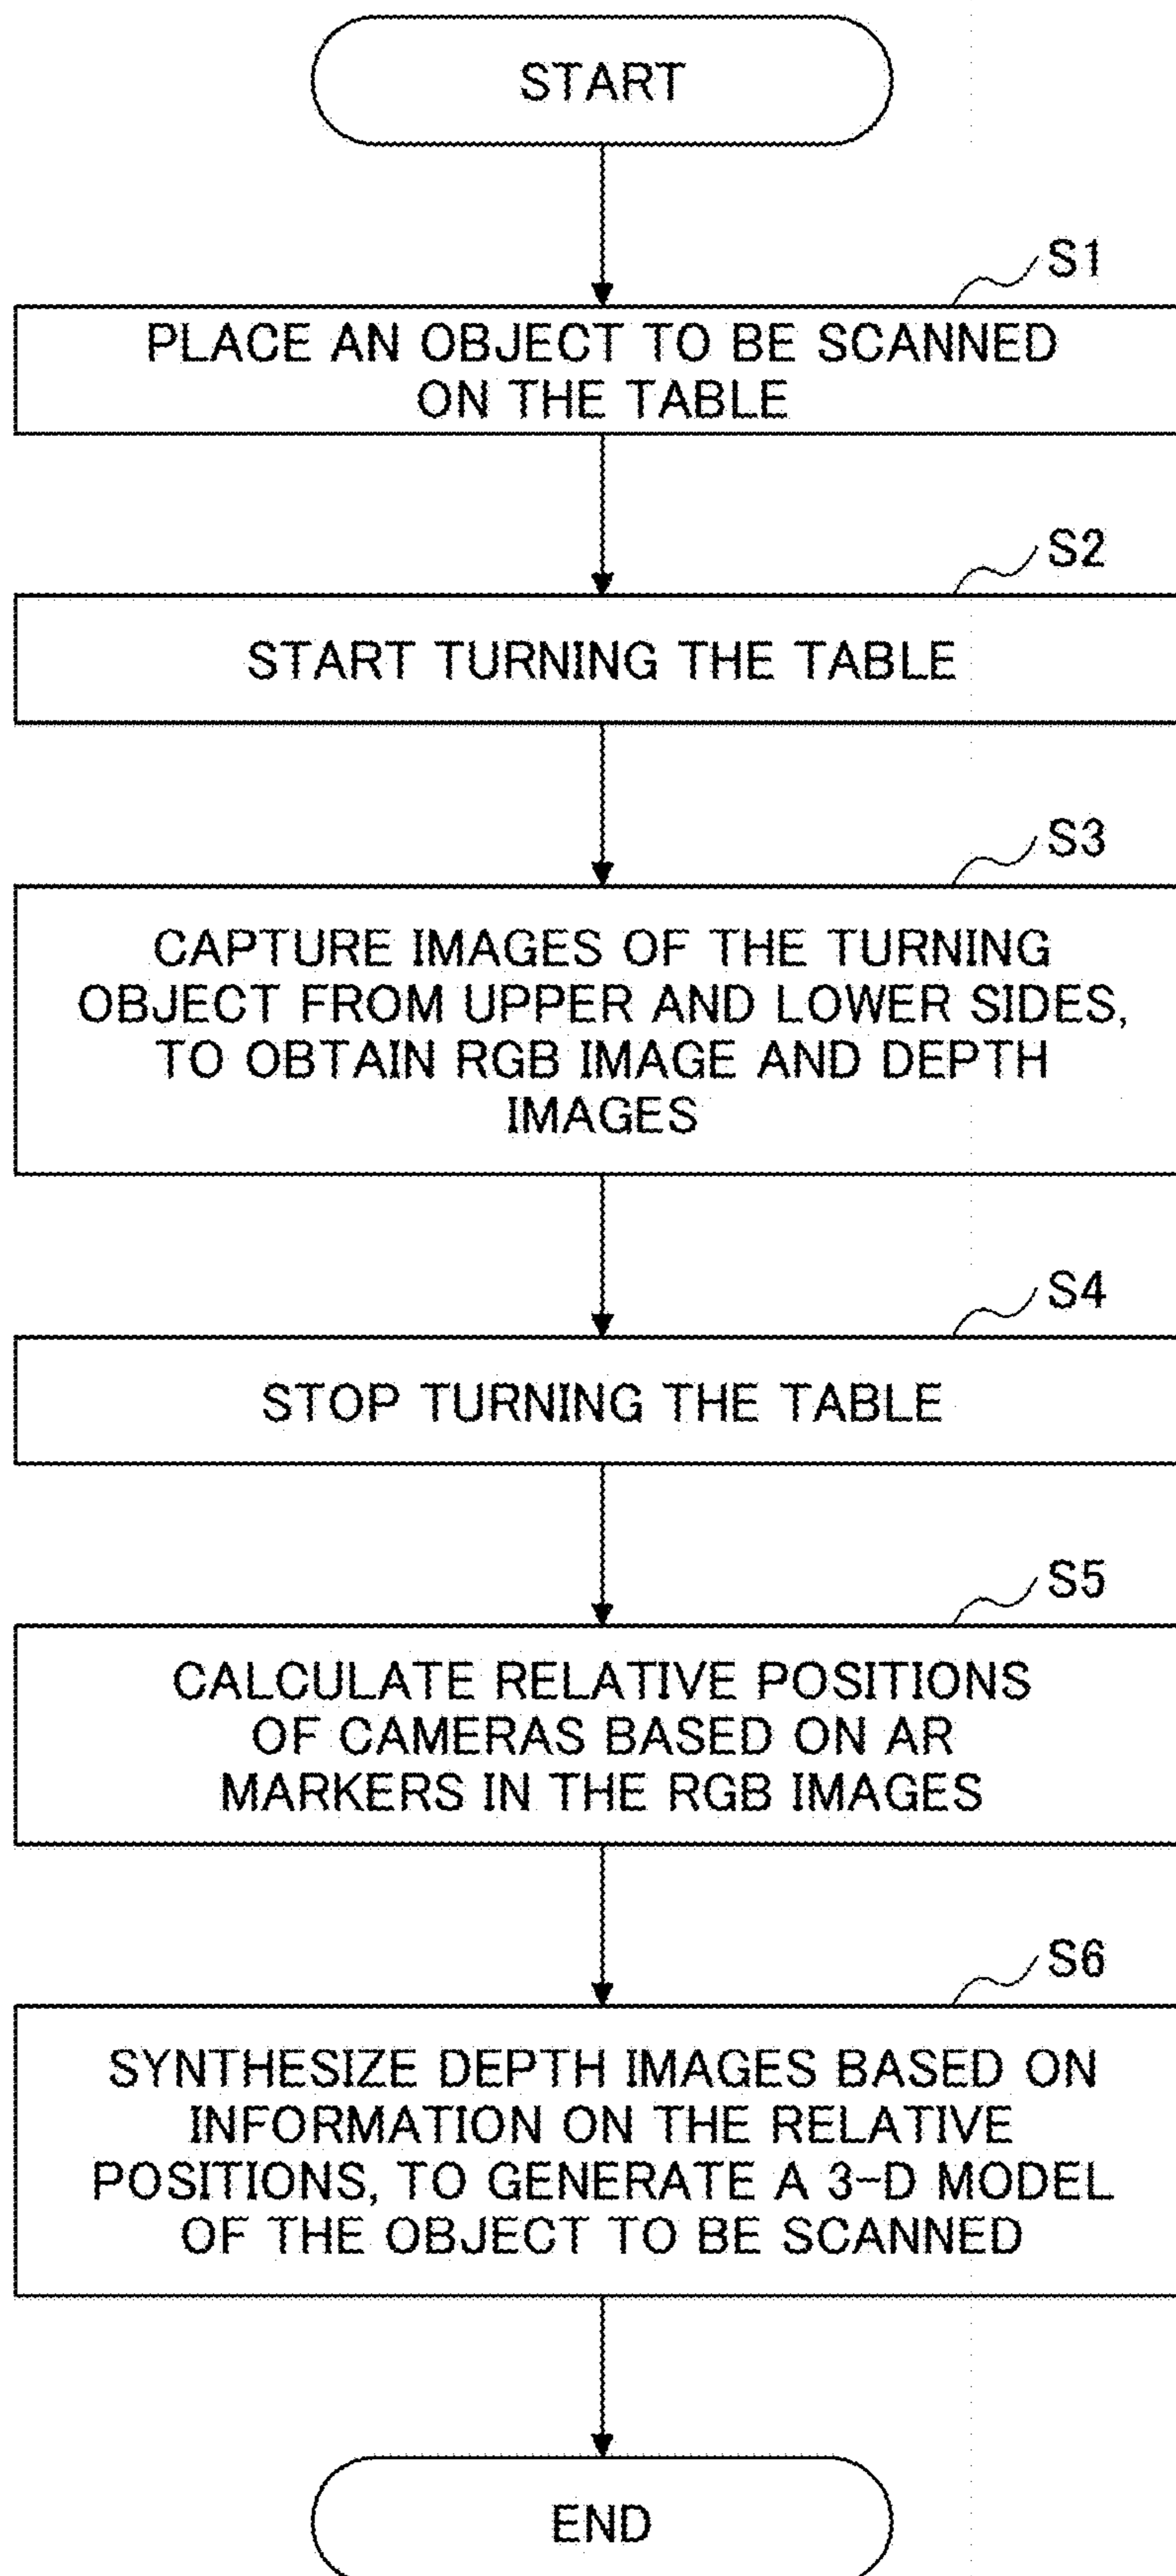 START
S1
PLACE AN OBJECT TO BE SCANNED
ON THE TABLE
S2
START TURNING THE TABLE
S3
CAPTURE IMAGES OF THE TURNING
OBJECT FROM UPPER AND LOWER SIDES,
TO OBTAIN RGB IMAGE AND DEPTH
IMAGES
S4
STOP TURNING THE TABLE
S5
CALCULATE RELATIVE POSITIONS
OF CAMERAS BASED ON AR
MARKERS IN THE RGB IMAGES
S6
SYNTHESIZE DEPTH IMAGES BASED ON
INFORMATION ON THE RELATIVE
POSITIONS, TO GENERATE A 3-D MODEL
OF THE OBJECT TO BE SCANNED
END